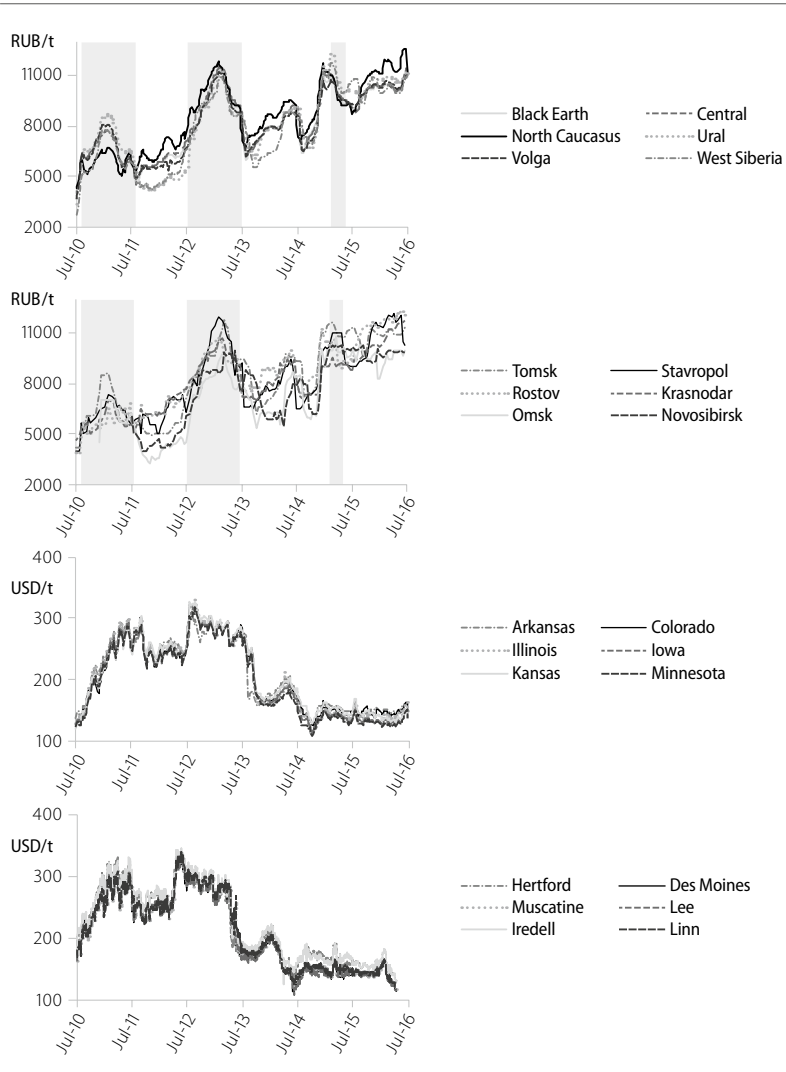 RUB/t
11000
8000
5000
2000
Jul-10 Jul-11 Jul-12 Jul-13 Jul-14 Jul-15 Jul-16
Black Earth Central
North Caucasus Ural
Volga West Siberia
RUB/t
11000
8000
5000
2000
Jul-10 Jul-11 Jul-12 Jul-13 Jul-14 Jul-15 Jul-16
Tomsk Stavropol
Rostov Krasnodar
Omsk Novosibirsk
400
USD/t
300
200
100
Jul-10 Jul-11 Jul-12 Jul-13 Jul-14 Jul-15 Jul-16
Arkansas Colorado
Illinois Iowa
Kansas Minnesota
400
USD/t
300
200
100
Jul-10 Jul-11 Jul-12 Jul-13 Jul-14 Jul-15 Jul-16
Hertford Des Moines
Muscatine Lee
Iredell Linn